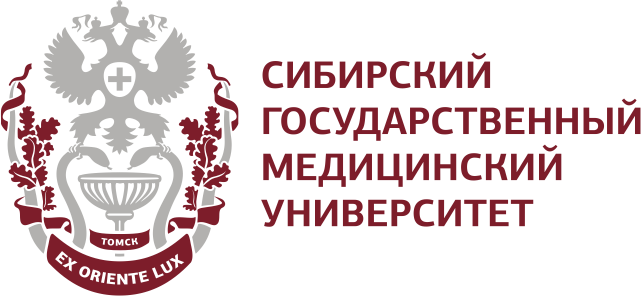 СИБИРСКИЙ
ГОСУДАРСТВЕННЫЙ
МЕДИЦИНСКИЙ
УНИВЕРСИТЕТ
ТОМСК
EX ORIENTE LUX